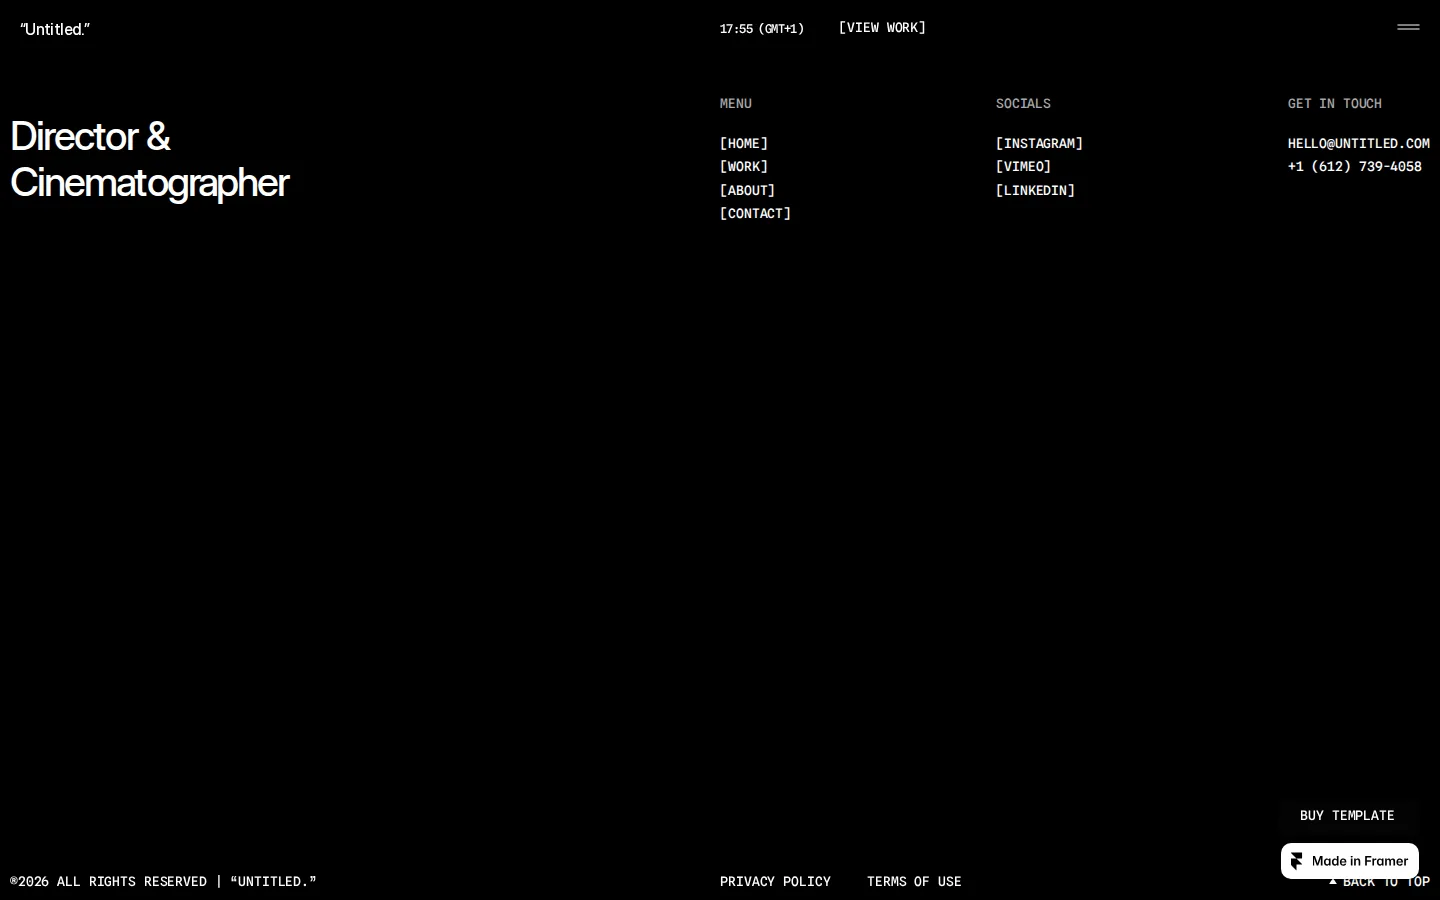 “Untitled.”
17:55 (GMT+1)
[VIEW WORK]
Director &
Cinematographer
MENU
[HOME]
[WORK]
[ABOUT]
[CONTACT]
SOCIALS
[INSTAGRAM]
[VIMEO]
[LINKEDIN]
GET IN TOUCH
HELLO@UNTITLED.COM
+1 (612) 739-4058
BUY TEMPLATE
Made in Framer
©2026 ALL RIGHTS RESERVED | “UNTITLED.”
PRIVACY POLICY
TERMS OF USE
BACK TO TOP